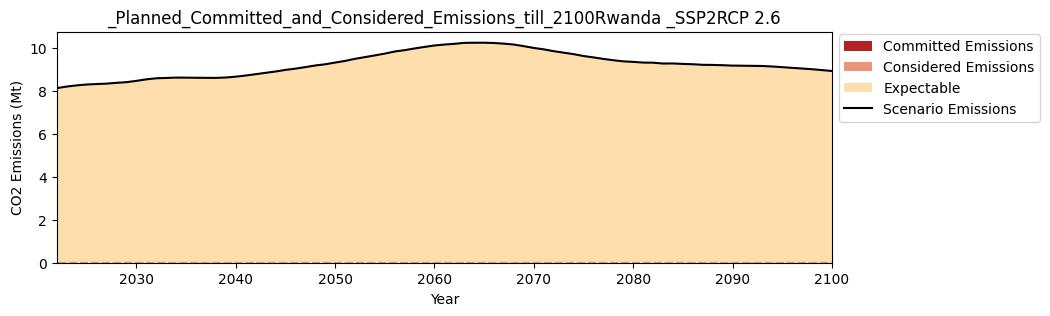 _Planned_Committed_and_Considered_Emissions_till_2100Rwanda _SSP2RCP 2.6
Committed Emissions
Considered Emissions
Expectable
Scenario Emissions
CO2 Emissions (Mt)
10
8
6
4
2
0
2030 2040 2050 2060 2070 2080 2090 2100
Year